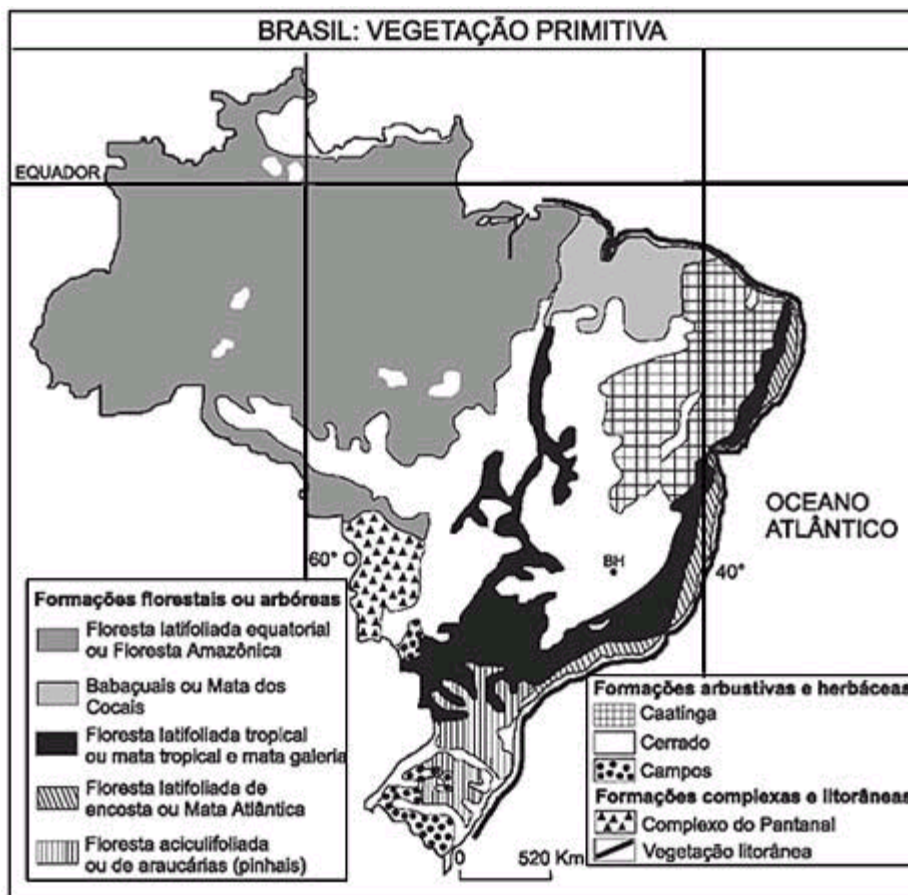 BRASIL: VEGETAÇÃO PRIMITIVA
EQUADOR
OCEANO
ATLÂNTICO
60° O
BH
40°
Formações florestais ou arbóreas
Floresta latifoliada equatorial
ou Floresta Amazônica
Babaçuais ou Mata dos
Cocais
Floresta latifoliada tropical
ou mata tropical e mata galeria
Floresta latifoliada de
encosta ou Mata Atlântica
Floresta aciculifoliada
ou de araucárias (pinhais)
Formações arbustivas e herbáceas
Caatinga
Cerrado
Campos
Formações complexas e litorâneas
Complexo do Pantanal
Vegetação litorânea
0 520 Km